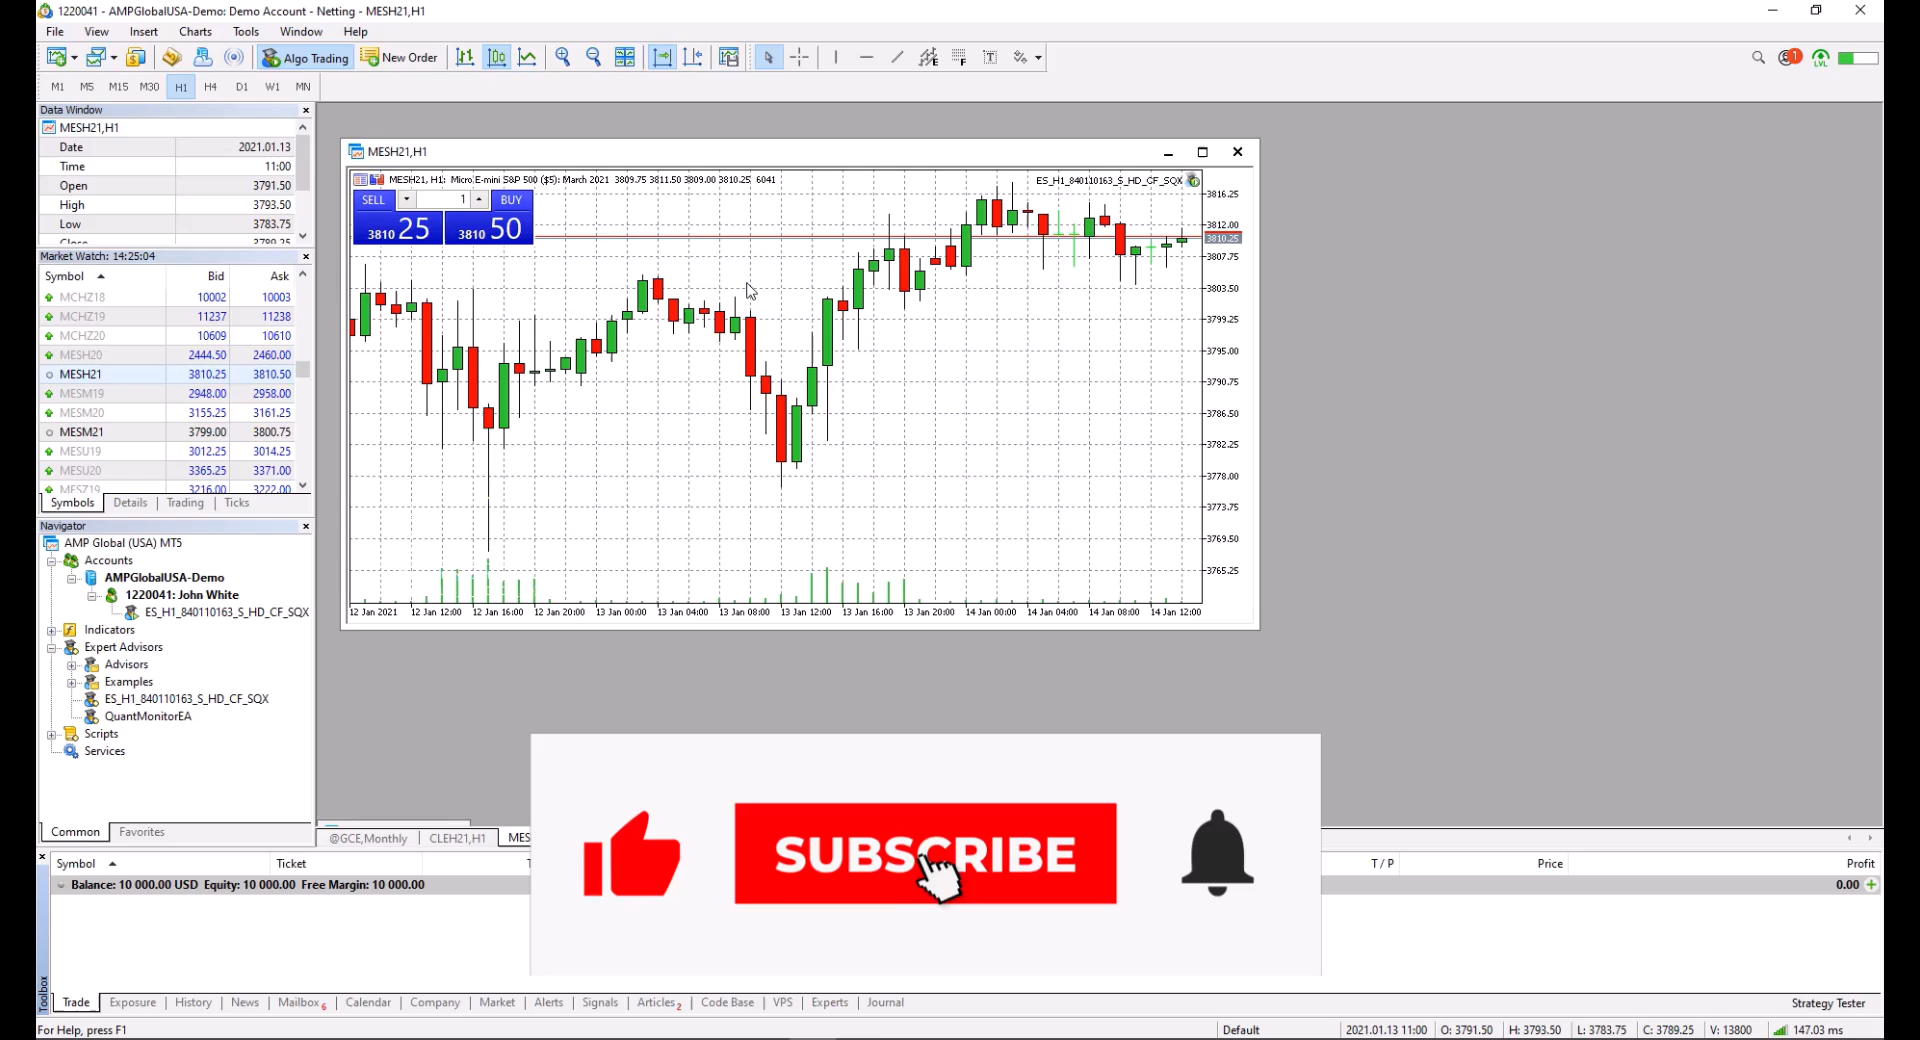 1220041 - AMPGlobalUSA-Demo: Demo Account - Netting - MESH21,H1
File View Insert Charts Tools Window Help
Algo Trading New Order
1
M1 M5 M15 M30 H1 H4 D1 W1 MN
Data Window
MESH21,H1
Date 2021.01.13
Time 11:00
Open 3791.50
High 3793.50
Low 3783.75
Market Watch: 14:25:04
Symbol Bid Ask
MCHZ18 10002 10003
MCHZ19 11237 11238
MCHZ20 10609 10610
MESH20 2444.50 2460.00
MESH21 3810.25 3810.50
MESM19 2948.00 2958.00
MESM20 3155.25 3161.25
MESM21 3799.00 3800.75
MESU19 3012.25 3014.25
MESU20 3365.25 3371.00
MESZ19 3216.00 3222.00
Symbols Details Trading Ticks
Navigator
AMP Global (USA) MT5
Accounts
AMPGlobalUSA-Demo
1220041: John White
ES_H1_840110163_S_HD_CF_SQX
Indicators
Expert Advisors
Advisors
Examples
ES_H1_840110163_S_HD_CF_SQX
QuantMonitorEA
Scripts
Services
Common Favorites
MESH21,H1
MESH21, H1: Micro E-mini S&P 500 ($5): March 2021 3809.75 3811.50 3809.00 3810.25 6041
ES_H1_840110163_S_HD_CF_SQX
SELL 1 BUY
3810 25 3810 50
3816.25
3812.00
3810.25
3807.75
3803.50
3799.25
3795.00
3790.75
3786.50
3782.25
3778.00
3773.75
3769.50
3765.25
12 Jan 2021 12 Jan 12:00 12 Jan 16:00 12 Jan 20:00 13 Jan 00:00 13 Jan 04:00 13 Jan 08:00 13 Jan 12:00 13 Jan 16:00 13 Jan 20:00 14 Jan 00:00 14 Jan 04:00 14 Jan 08:00 14 Jan 12:00
@GCE,Monthly CLEH21,H1 MES
SUBSCRIBE
Symbol Ticket T / P Price Profit
Balance: 10 000.00 USD Equity: 10 000.00 Free Margin: 10 000.00 0.00
Toolbox
Trade Exposure History News Mailbox 6 Calendar Company Market Alerts Signals Articles 2 Code Base VPS Experts Journal Strategy Tester
For Help, press F1 Default 2021.01.13 11:00 O: 3791.50 H: 3793.50 L: 3783.75 C: 3789.25 V: 13800 147.03 ms